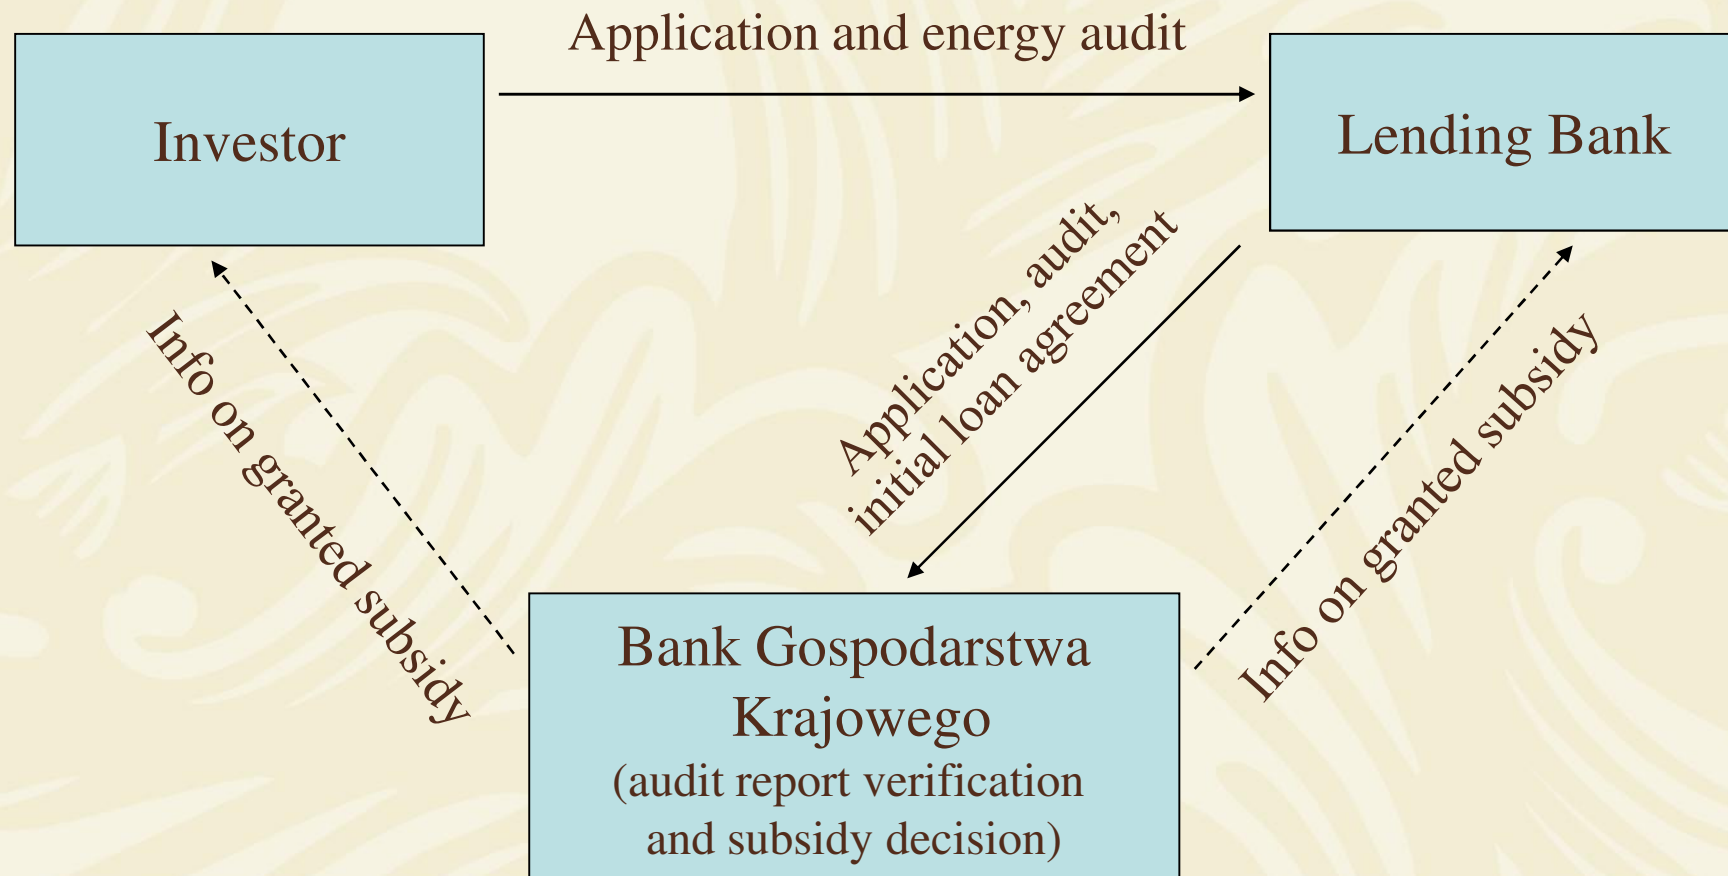 Application and energy audit
Investor
Lending Bank
Application, audit,
initial loan agreement
Info on granted subsidy
Info on granted subsidy
Bank Gospodarstwa
Krajowego
(audit report verification
and subsidy decision)